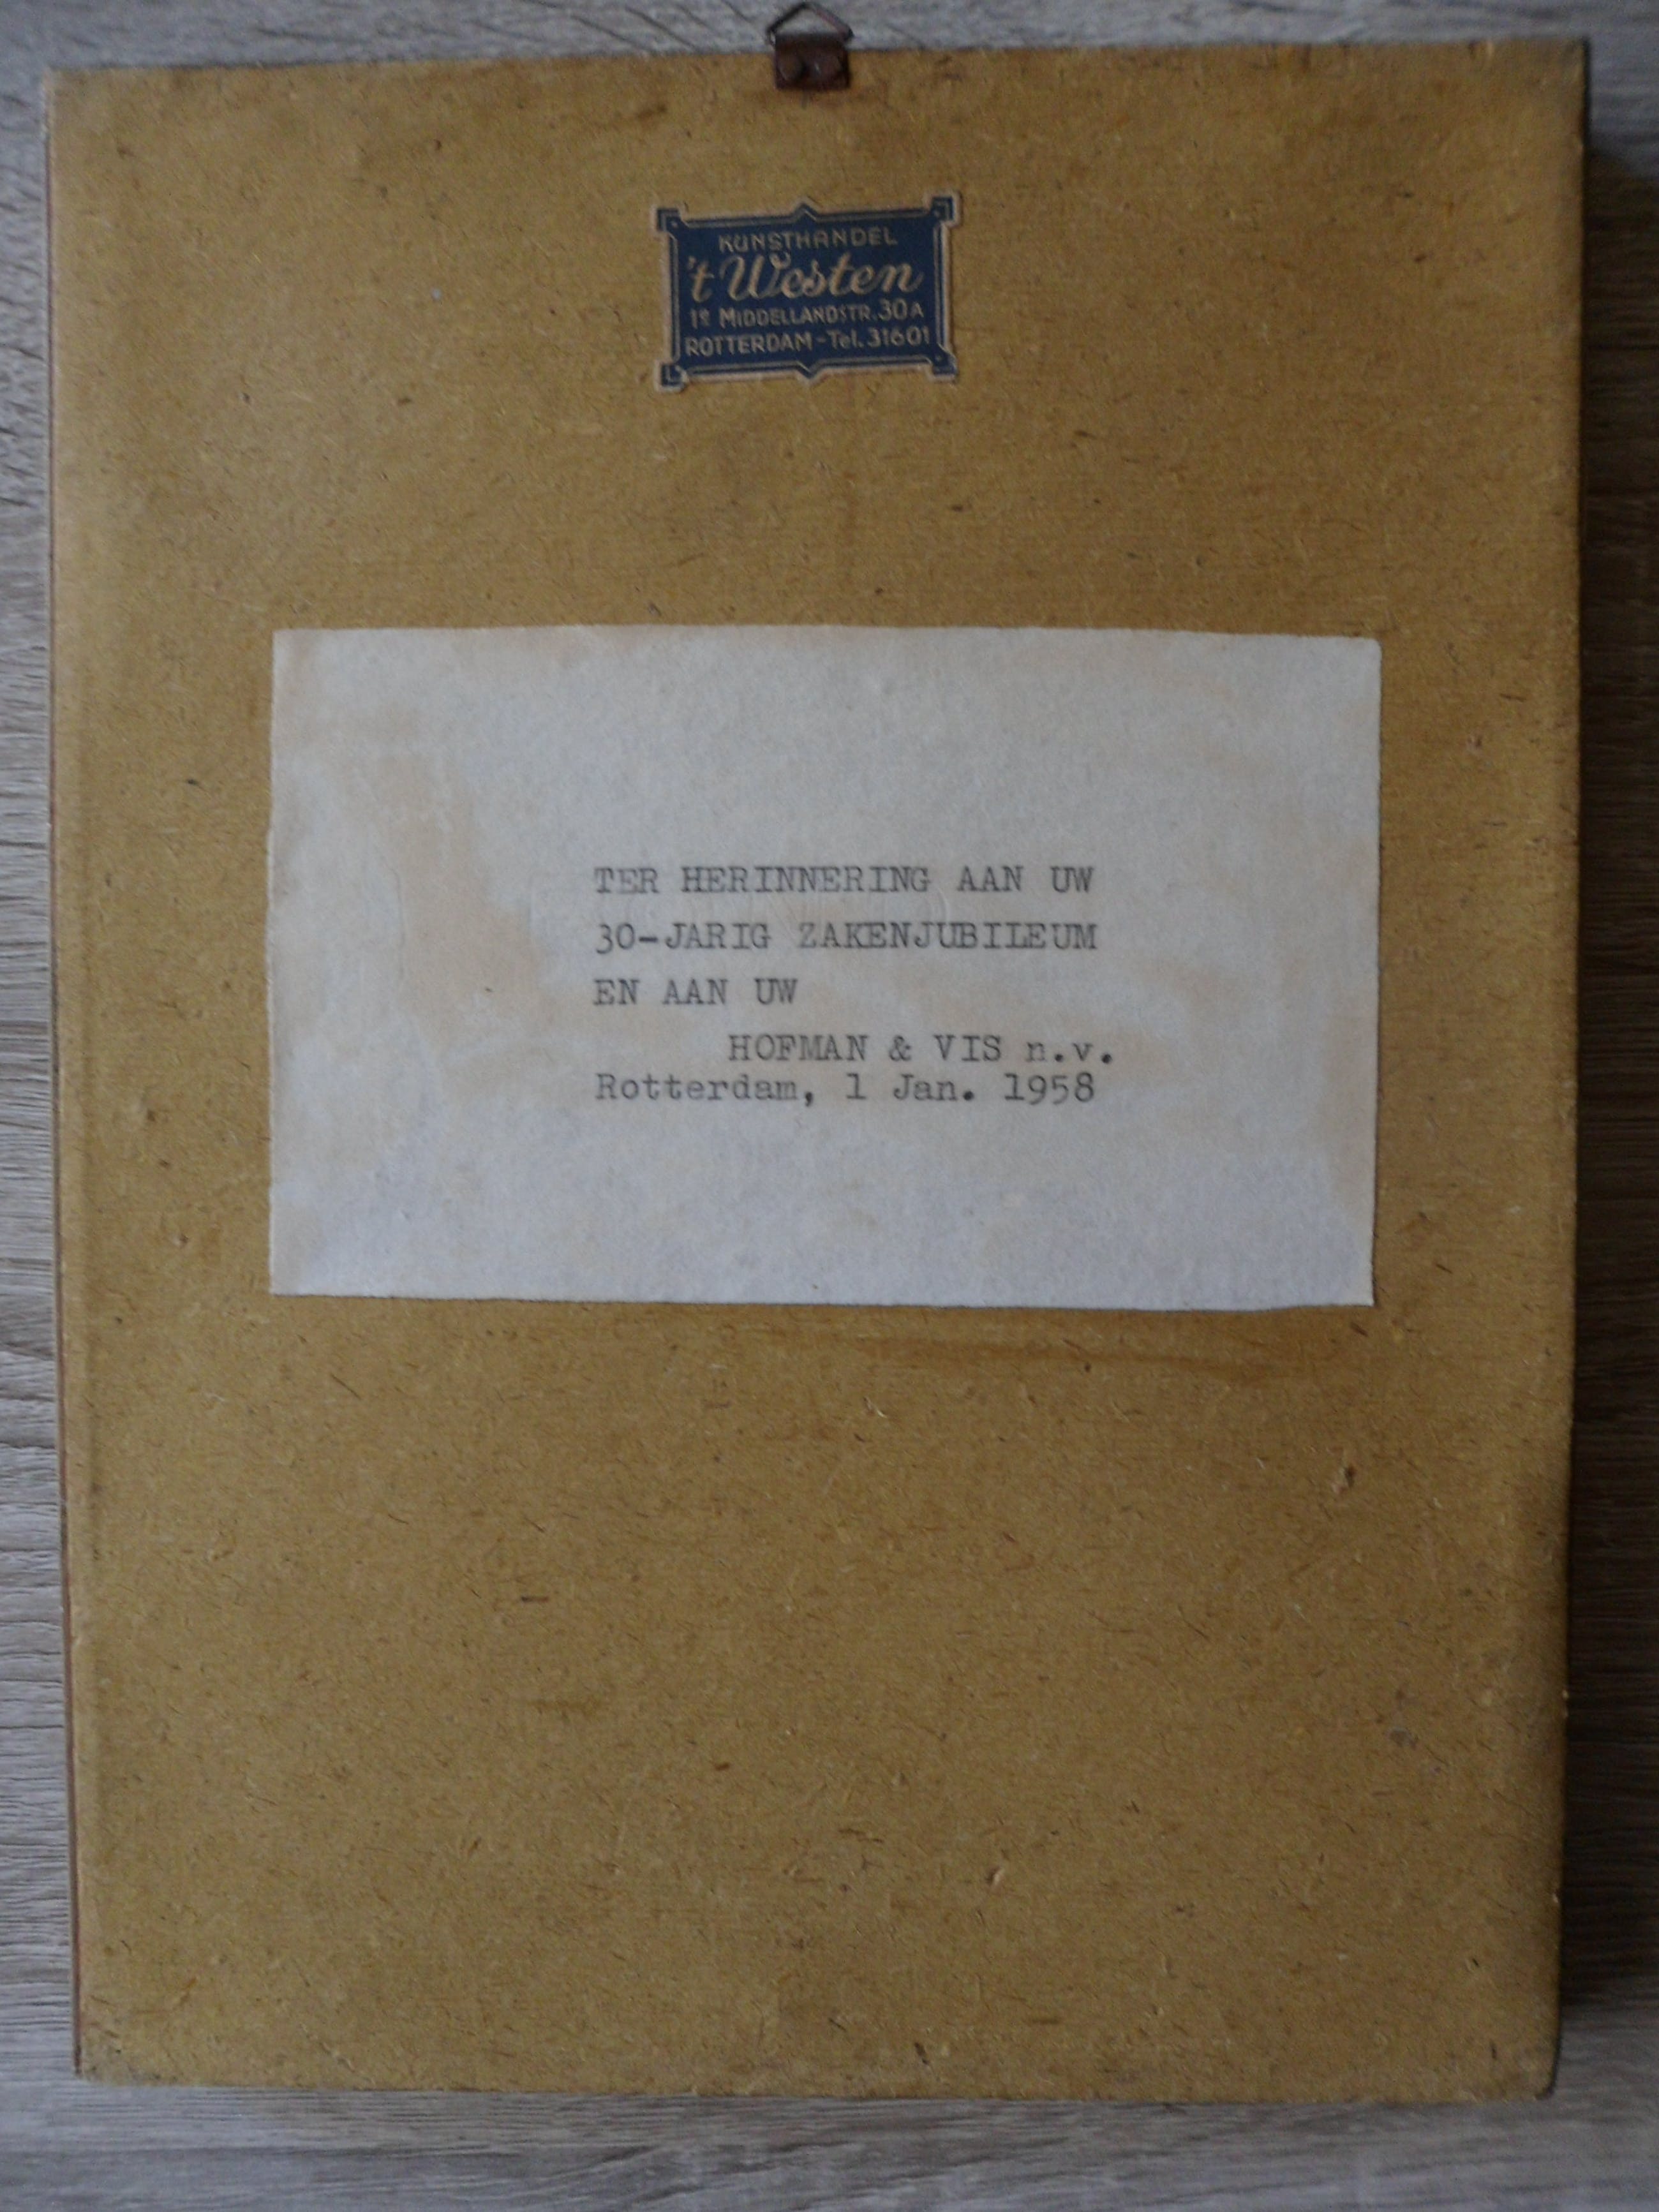 KUNSTHANDEL
't Westen
1e MIDDELLANDSTR. 30A
ROTTERDAM - Tel. 31601
TER HERINNERING AAN UW
30-JARIG ZAKENJUBILEUM
EN AAN UW
HOFMAN & VIS n.v.
Rotterdam, 1 Jan. 1958